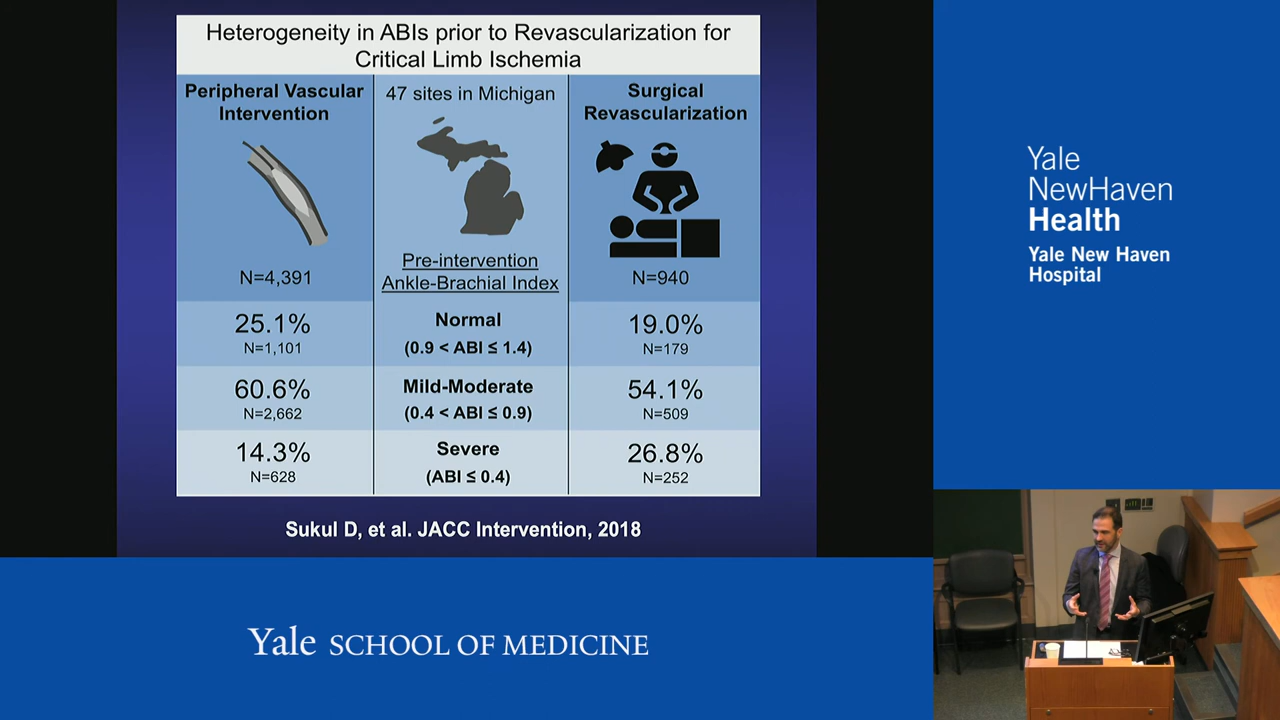 Heterogeneity in ABIs prior to Revascularization for
Critical Limb Ischemia
Peripheral Vascular
Intervention
N=4,391
47 sites in Michigan
Pre-intervention
Ankle-Brachial Index
Surgical
Revascularization
N=940
25.1%
N=1,101
Normal
(0.9 < ABI ≤ 1.4)
19.0%
N=179
60.6%
N=2,662
Mild-Moderate
(0.4 < ABI ≤ 0.9)
54.1%
N=509
14.3%
N=628
Severe
(ABI ≤ 0.4)
26.8%
N=252
Sukul D, et al. JACC Intervention, 2018
Yale SCHOOL OF MEDICINE
Yale
NewHaven
Health
Yale New Haven
Hospital